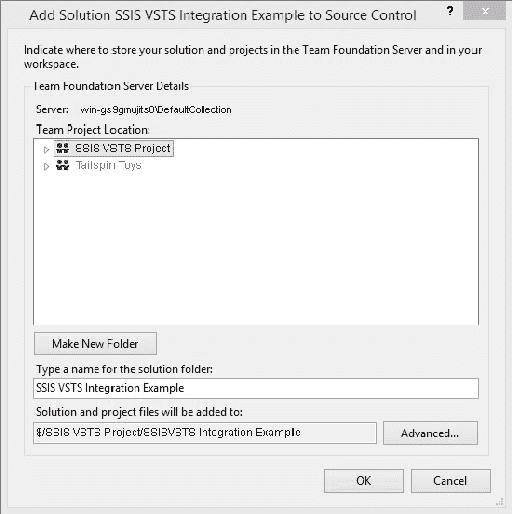 Add Solution SSIS VSTS Integration Example to Source Control
?
x
Indicate where to store your solution and projects in the Team Foundation Server and in your
workspace.
Team Foundation Server Details
Server: win-gs9gmujits0\DefaultCollection
Team Project Location:
SSIS VSTS Project
Tailspin Toys
Make New Folder
Type a name for the solution folder:
SSIS VSTS Integration Example
Solution and project files will be added to:
$/SSIS VSTS Project/SSISVSTS Integration Example
Advanced...
OK
Cancel